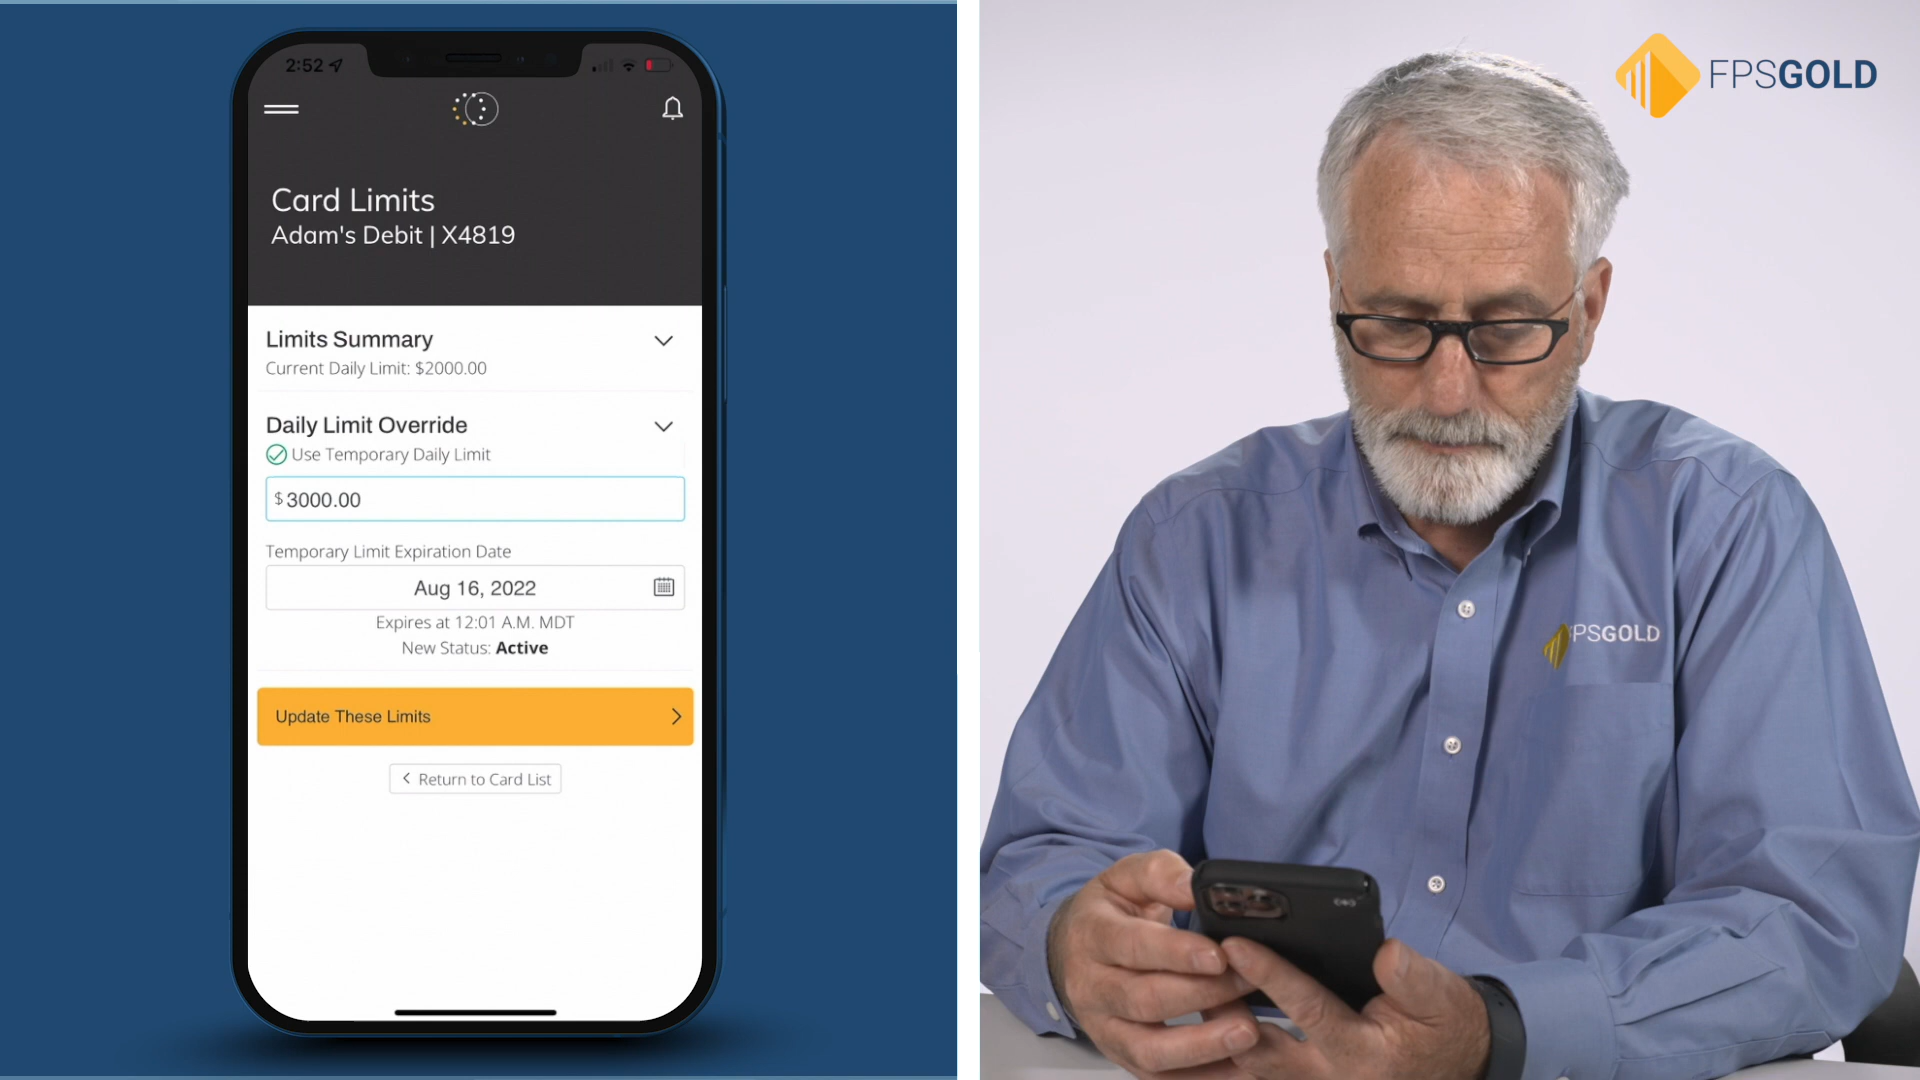 2:52
Card Limits
Adam's Debit | X4819
Limits Summary
Current Daily Limit: $2000.00
Daily Limit Override
Use Temporary Daily Limit
$ 3000.00
Temporary Limit Expiration Date
Aug 16, 2022
Expires at 12:01 A.M. MDT
New Status: Active
Update These Limits
Return to Card List
FPSGOLD
FPSGOLD